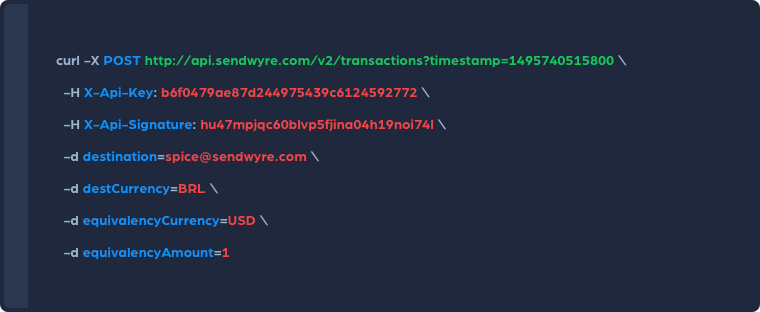 curl -X POST http://api.sendwyre.com/v2/transactions?timestamp=1495740515800 \
-H X-Api-Key: b6f0479ae87d244975439c6124592772 \
-H X-Api-Signature: hu47mpjqc60blvp5fjina04h19noi74l \
-d destination=spice@sendwyre.com \
-d destCurrency=BRL \
-d equivalencyCurrency=USD \
-d equivalencyAmount=1